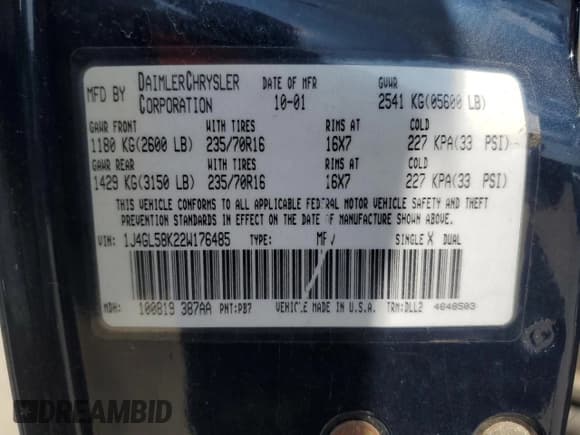 MFD BY DAIMLERCHRYSLER CORPORATION DATE OF MFR 10-01 GVWR 2541 KG(05600 LB)
GAWR FRONT WITH TIRES RIMS AT COLD
1180 KG(2600 LB) 235/70R16 16X7 227 KPA(33 PSI)
GAWR REAR WITH TIRES RIMS AT COLD
1429 KG(3150 LB) 235/70R16 16X7 227 KPA(33 PSI)
THIS VEHICLE CONFORMS TO ALL APPLICABLE FEDERAL MOTOR VEHICLE SAFETY AND THEFT
PREVENTION STANDARDS IN EFFECT ON THE DATE OF MANUFACTURE SHOWN ABOVE.
VIN: 1J4GL58K22W176485 TYPE: MPV SINGLE X DUAL
MDH: 100819 387AA PNT:PB7 VEHICLE MADE IN U.S.A. TRM:DLL2 4648503
DREAMBID